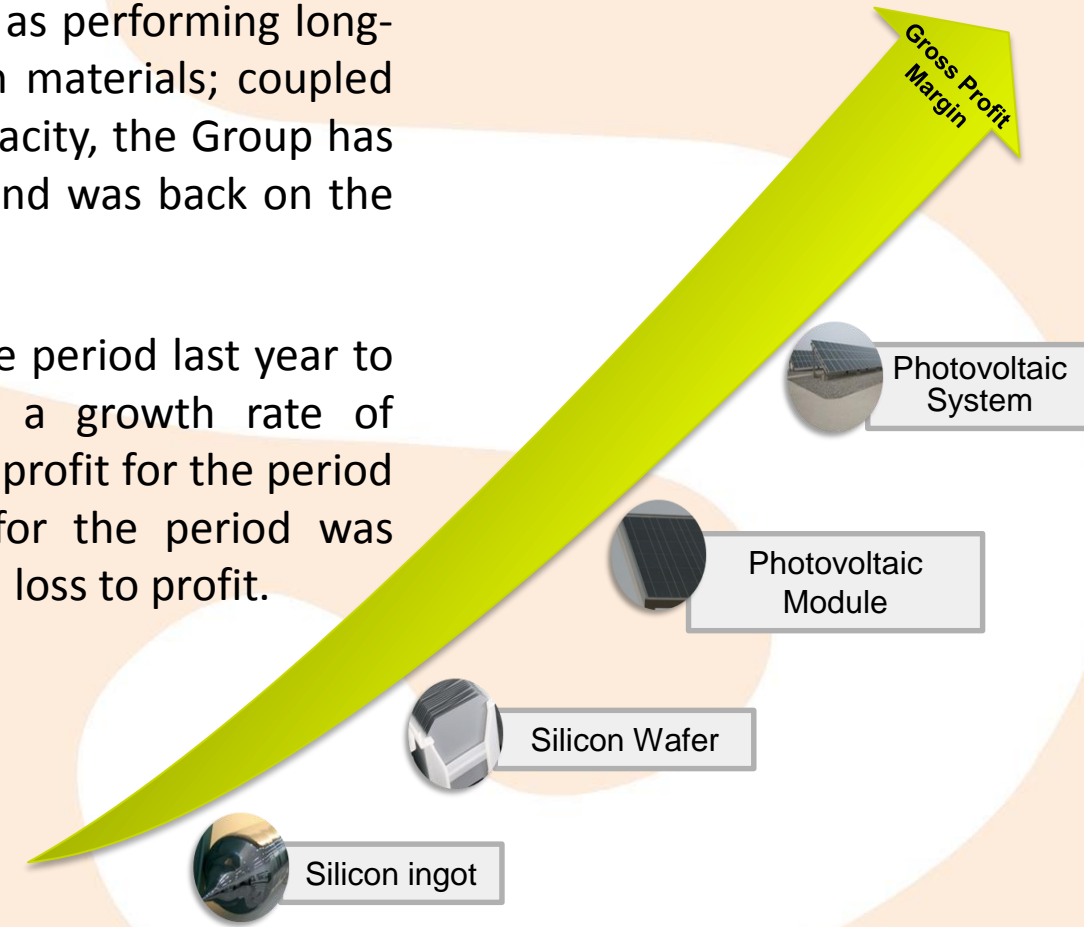 as performing long-
materials; coupled
the Group has
and was back on the
period last year to
a growth rate of
profit for the period
for the period was
loss to profit.
Gross Profit
Margin
Photovoltaic
System
Photovoltaic
Module
Silicon Wafer
Silicon ingot